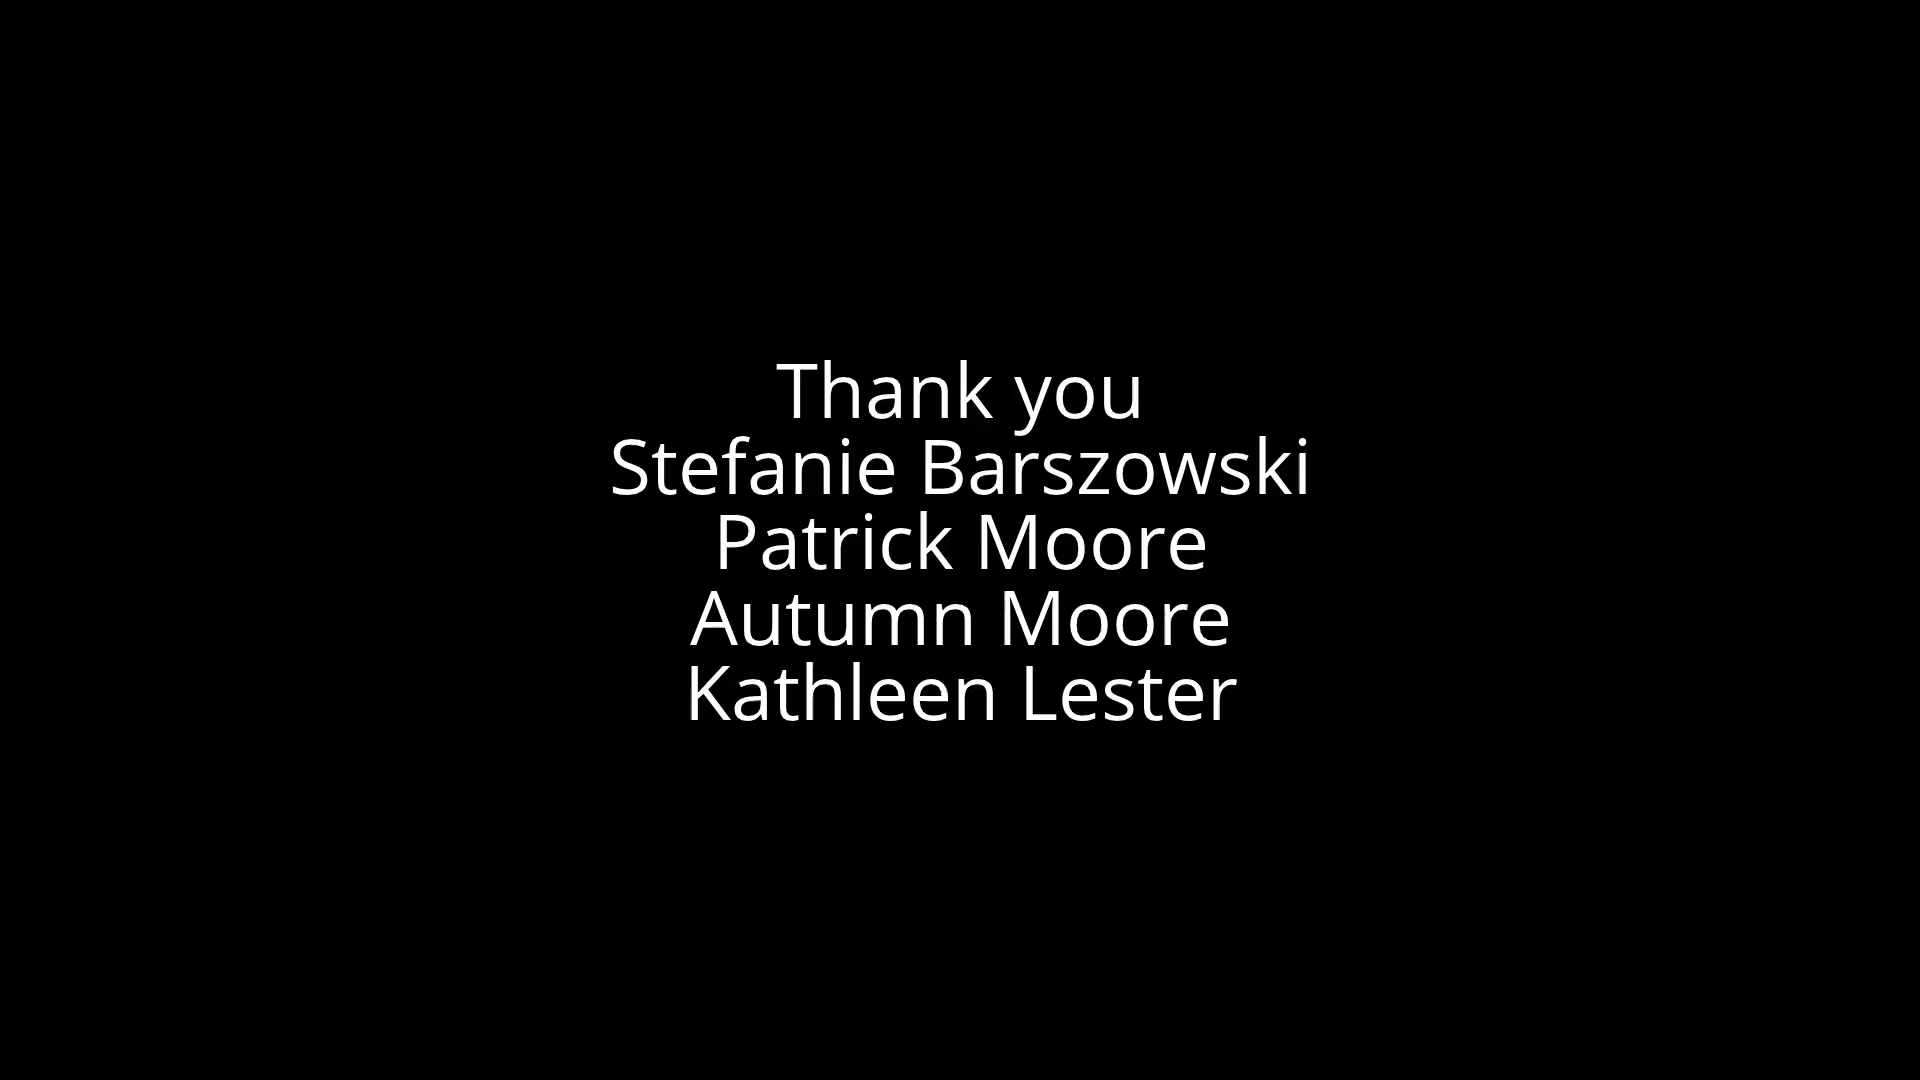 Thank you
Stefanie Barszowski
Patrick Moore
Autumn Moore
Kathleen Lester